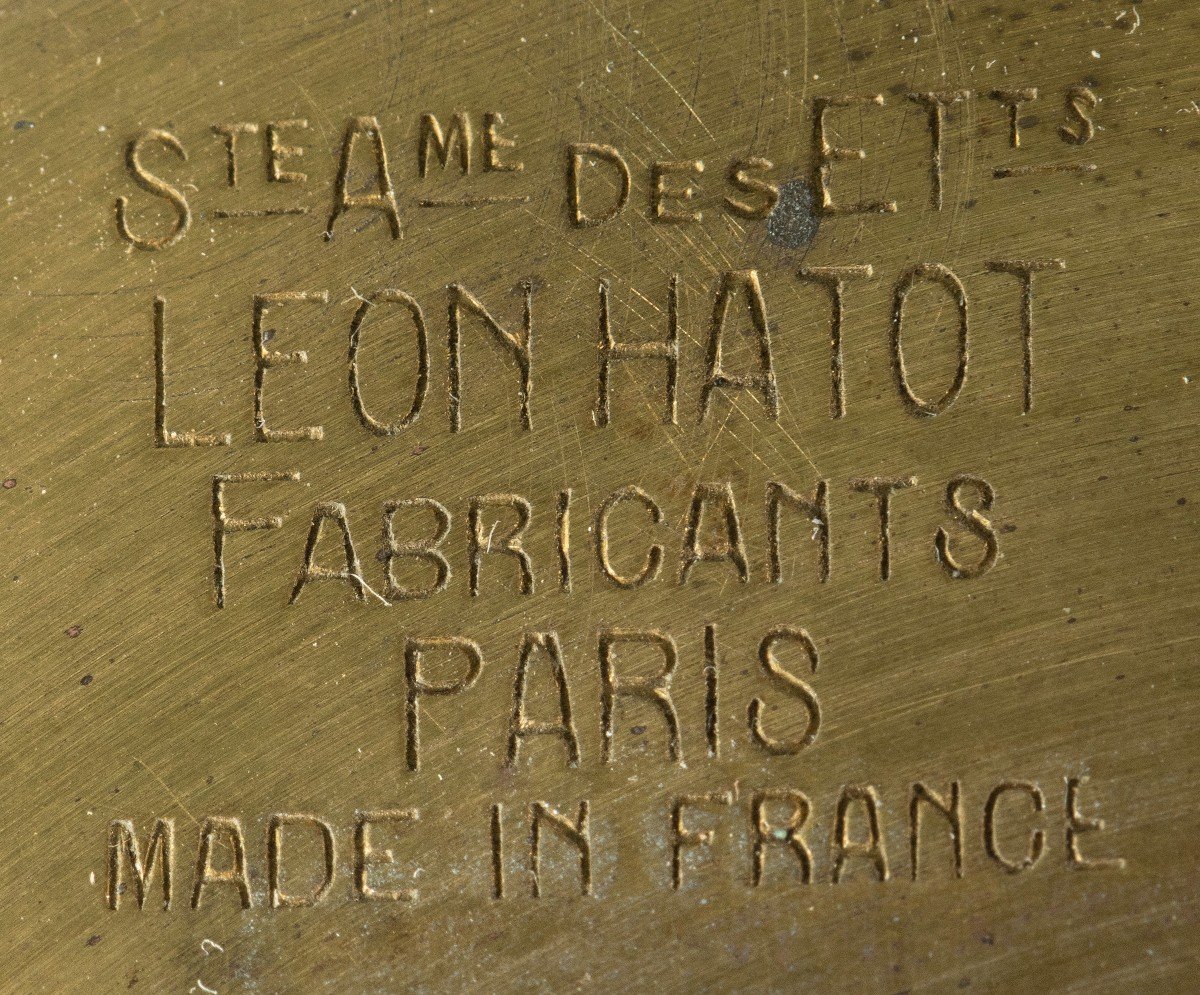 STE AME DES ETTS
LEON HATOT
FABRICANTS
PARIS
MADE IN FRANCE